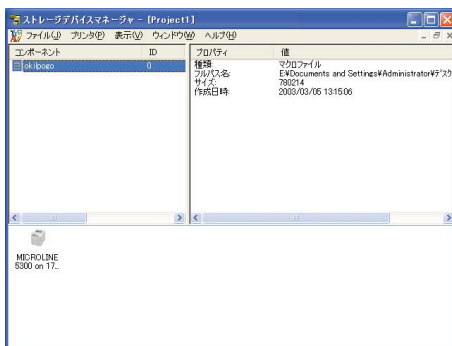 ストレージデバイスマネージャー - [Project1]
ファイル(J) プリンタ(P) 表示(V) ウィンドウ(W) ヘルプ(H)
コンポーネント ID
okilpogo 0
プロパティ 値
種類: マクロファイル
フルパス名: E:¥Documents and Settings¥Administrator¥デスク
サイズ: 780214
作成日時: 2003/03/05 13:15:06
MICROLINE
5300 on 17...